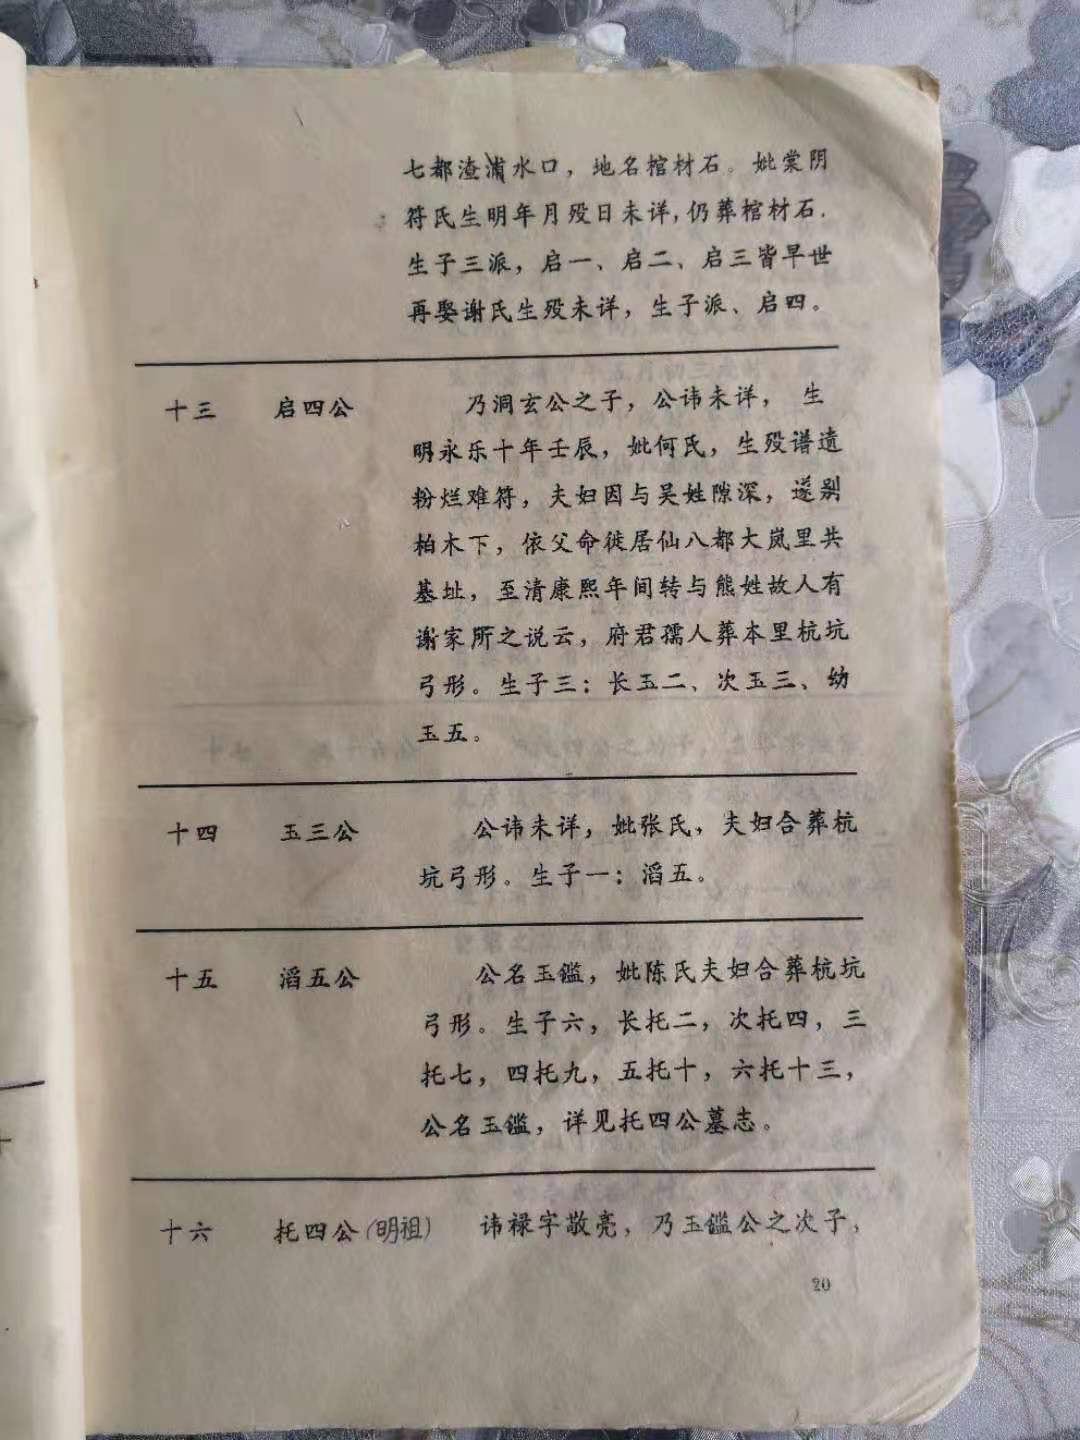 七都渣浦水口，地名棺材石。妣棠阴
符氏生明年月殁日未详，仍葬棺材石.
生子三派，启一、启二、启三皆早世
再娶谢氏生殁未详，生子派、启四。
十三 启四公 乃洞玄公之子，公讳未详， 生
明永乐十年壬辰，妣何氏，生殁谱遗
粉烂难符，夫妇因与吴姓隙深，遂别
柏木下，依父命徙居仙八都大岚里共
基址，至清康熙年间转与熊姓故人有
谢家所之说云，府君孺人葬本里杭坑
弓形。生子三：长玉二、次玉三、幼
玉五。
十四 玉三公 公讳未详，妣张氏，夫妇合葬杭
坑弓形。生子一：滔五。
十五 滔五公 公名玉鑑，妣陈氏夫妇合葬杭坑
弓形。生子六，长托二，次托四，三
托七，四托九，五托十，六托十三，
公名玉鑑，详见托四公墓志。
十六 托四公(明祖) 讳禄字敬亮，乃玉鑑公之次子，
20